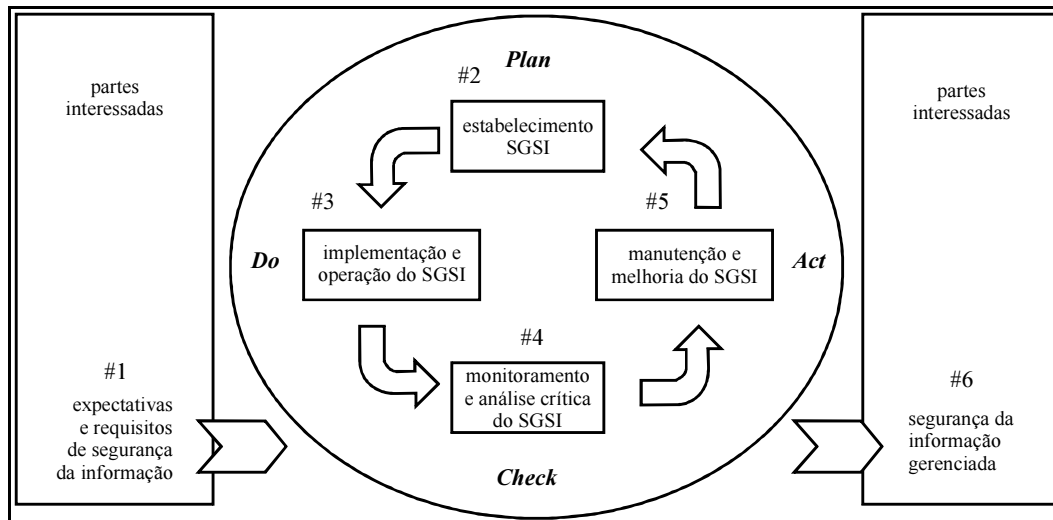 partes
interessadas
#1
expectativas
e requisitos
de segurança
da informação
Plan
#2
estabelecimento
SGSI
#3
Do
implementação e
operação do SGSI
#4
monitoramento
e análise crítica
do SGSI
Check
#5
manutenção e
melhoria do SGSI
Act
partes
interessadas
#6
segurança da
informação
gerenciada